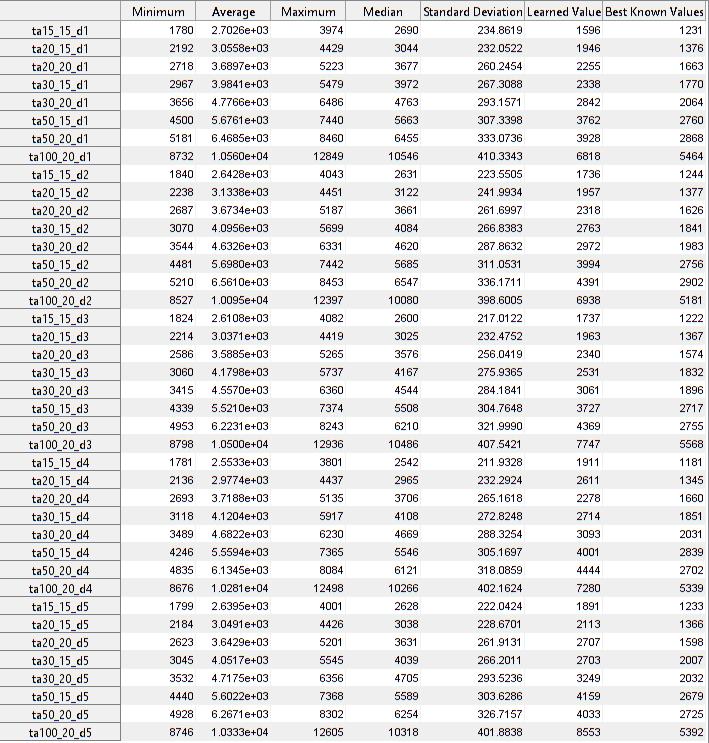 Minimum Average Maximum Median Standard Deviation Learned Value Best Known Values
ta15_15_d1 1780 2.7026e+03 3974 2690 234.8619 1596 1231
ta20_15_d1 2192 3.0558e+03 4429 3044 232.0522 1946 1376
ta20_20_d1 2718 3.6897e+03 5223 3677 260.2454 2255 1663
ta30_15_d1 2967 3.9841e+03 5479 3972 267.3088 2338 1770
ta30_20_d1 3656 4.7766e+03 6486 4763 293.1571 2842 2064
ta50_15_d1 4500 5.6761e+03 7440 5663 307.3398 3762 2760
ta50_20_d1 5181 6.4685e+03 8460 6455 333.0736 3928 2868
ta100_20_d1 8732 1.0560e+04 12849 10546 410.3343 6818 5464
ta15_15_d2 1840 2.6428e+03 4043 2631 223.5505 1736 1244
ta20_15_d2 2238 3.1338e+03 4451 3122 241.9934 1957 1377
ta20_20_d2 2687 3.6734e+03 5187 3661 261.6997 2318 1626
ta30_15_d2 3070 4.0956e+03 5699 4084 266.8383 2763 1841
ta30_20_d2 3544 4.6326e+03 6331 4620 287.8632 2972 1983
ta50_15_d2 4481 5.6980e+03 7442 5685 311.0531 3994 2756
ta50_20_d2 5210 6.5610e+03 8453 6547 336.1711 4391 2902
ta100_20_d2 8527 1.0095e+04 12397 10080 398.6005 6938 5181
ta15_15_d3 1824 2.6108e+03 4082 2600 217.0122 1737 1222
ta20_15_d3 2214 3.0371e+03 4419 3025 232.4752 1963 1367
ta20_20_d3 2586 3.5885e+03 5265 3576 256.0419 2340 1574
ta30_15_d3 3060 4.1798e+03 5737 4167 275.9365 2531 1832
ta30_20_d3 3415 4.5570e+03 6360 4544 284.1841 3061 1896
ta50_15_d3 4339 5.5210e+03 7374 5508 304.7648 3727 2717
ta50_20_d3 4953 6.2231e+03 8243 6210 321.9990 4369 2755
ta100_20_d3 8798 1.0500e+04 12936 10486 407.5421 7747 5568
ta15_15_d4 1781 2.5533e+03 3801 2542 211.9328 1911 1181
ta20_15_d4 2136 2.9774e+03 4437 2965 232.2924 2611 1345
ta20_20_d4 2693 3.7188e+03 5135 3706 265.1618 2278 1660
ta30_15_d4 3118 4.1204e+03 5917 4108 272.8248 2714 1851
ta30_20_d4 3489 4.6822e+03 6230 4669 288.3254 3093 2031
ta50_15_d4 4246 5.5594e+03 7365 5546 305.1697 4001 2839
ta50_20_d4 4835 6.1345e+03 8084 6121 318.0859 4444 2702
ta100_20_d4 8676 1.0281e+04 12498 10266 402.1624 7280 5339
ta15_15_d5 1799 2.6395e+03 4001 2628 222.0424 1891 1233
ta20_15_d5 2184 3.0491e+03 4426 3038 228.6701 2113 1366
ta20_20_d5 2623 3.6429e+03 5201 3631 261.9131 2707 1598
ta30_15_d5 3045 4.0517e+03 5545 4039 266.2011 2703 2007
ta30_20_d5 3532 4.7175e+03 6356 4705 293.5236 3249 2032
ta50_15_d5 4440 5.6022e+03 7368 5589 303.6286 4159 2679
ta50_20_d5 4928 6.2671e+03 8302 6254 326.7157 4033 2725
ta100_20_d5 8746 1.0333e+04 12605 10318 401.8838 8553 5392